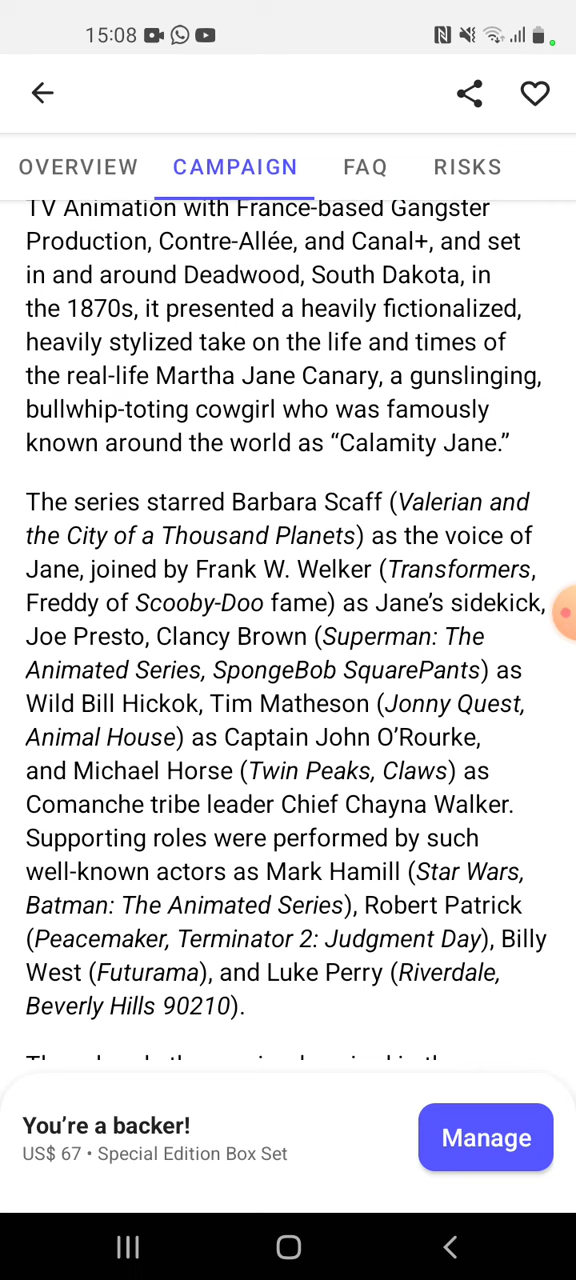 15:08
OVERVIEW CAMPAIGN FAQ RISKS
TV Animation with France-based Gangster
Production, Contre-Allée, and Canal+, and set
in and around Deadwood, South Dakota, in
the 1870s, it presented a heavily fictionalized,
heavily stylized take on the life and times of
the real-life Martha Jane Canary, a gunslinging,
bullwhip-toting cowgirl who was famously
known around the world as “Calamity Jane.”
The series starred Barbara Scaff (Valerian and
the City of a Thousand Planets) as the voice of
Jane, joined by Frank W. Welker (Transformers,
Freddy of Scooby-Doo fame) as Jane’s sidekick,
Joe Presto, Clancy Brown (Superman: The
Animated Series, SpongeBob SquarePants) as
Wild Bill Hickok, Tim Matheson (Jonny Quest,
Animal House) as Captain John O’Rourke,
and Michael Horse (Twin Peaks, Claws) as
Comanche tribe leader Chief Chayna Walker.
Supporting roles were performed by such
well-known actors as Mark Hamill (Star Wars,
Batman: The Animated Series), Robert Patrick
(Peacemaker, Terminator 2: Judgment Day), Billy
West (Futurama), and Luke Perry (Riverdale,
Beverly Hills 90210).
You’re a backer!
US$ 67 • Special Edition Box Set
Manage